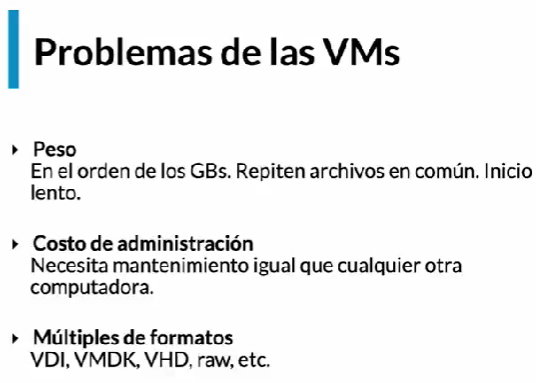 Problemas de las VMs
Peso
En el orden de los GBs. Repiten archivos en común. Inicio
lento.
Costo de administración
Necesita mantenimiento igual que cualquier otra
computadora.
Múltiples de formatos
VDI, VMDK, VHD, raw, etc.